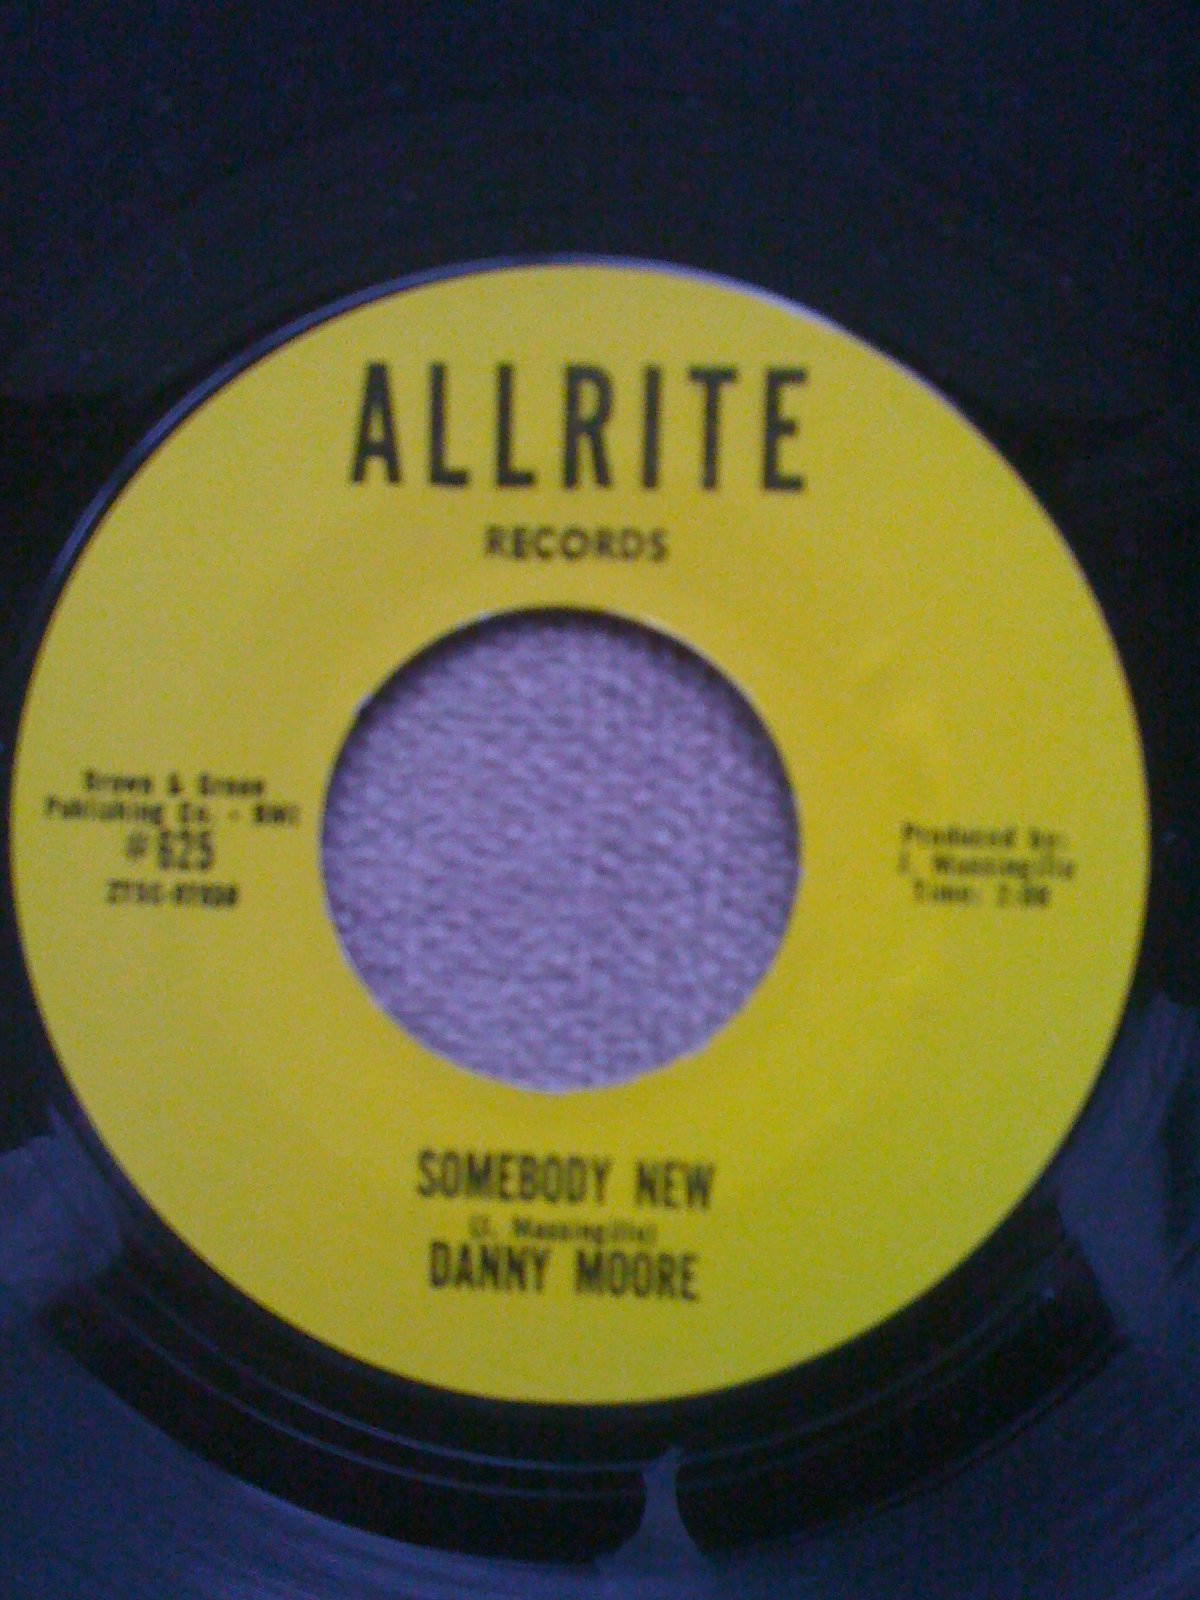 ALLRITE
RECORDS
Brown & Green
Publishing Co. - BMI
#625
Produced by:
J.
Time:
SOMEBODY NEW
(J.
DANNY MOORE